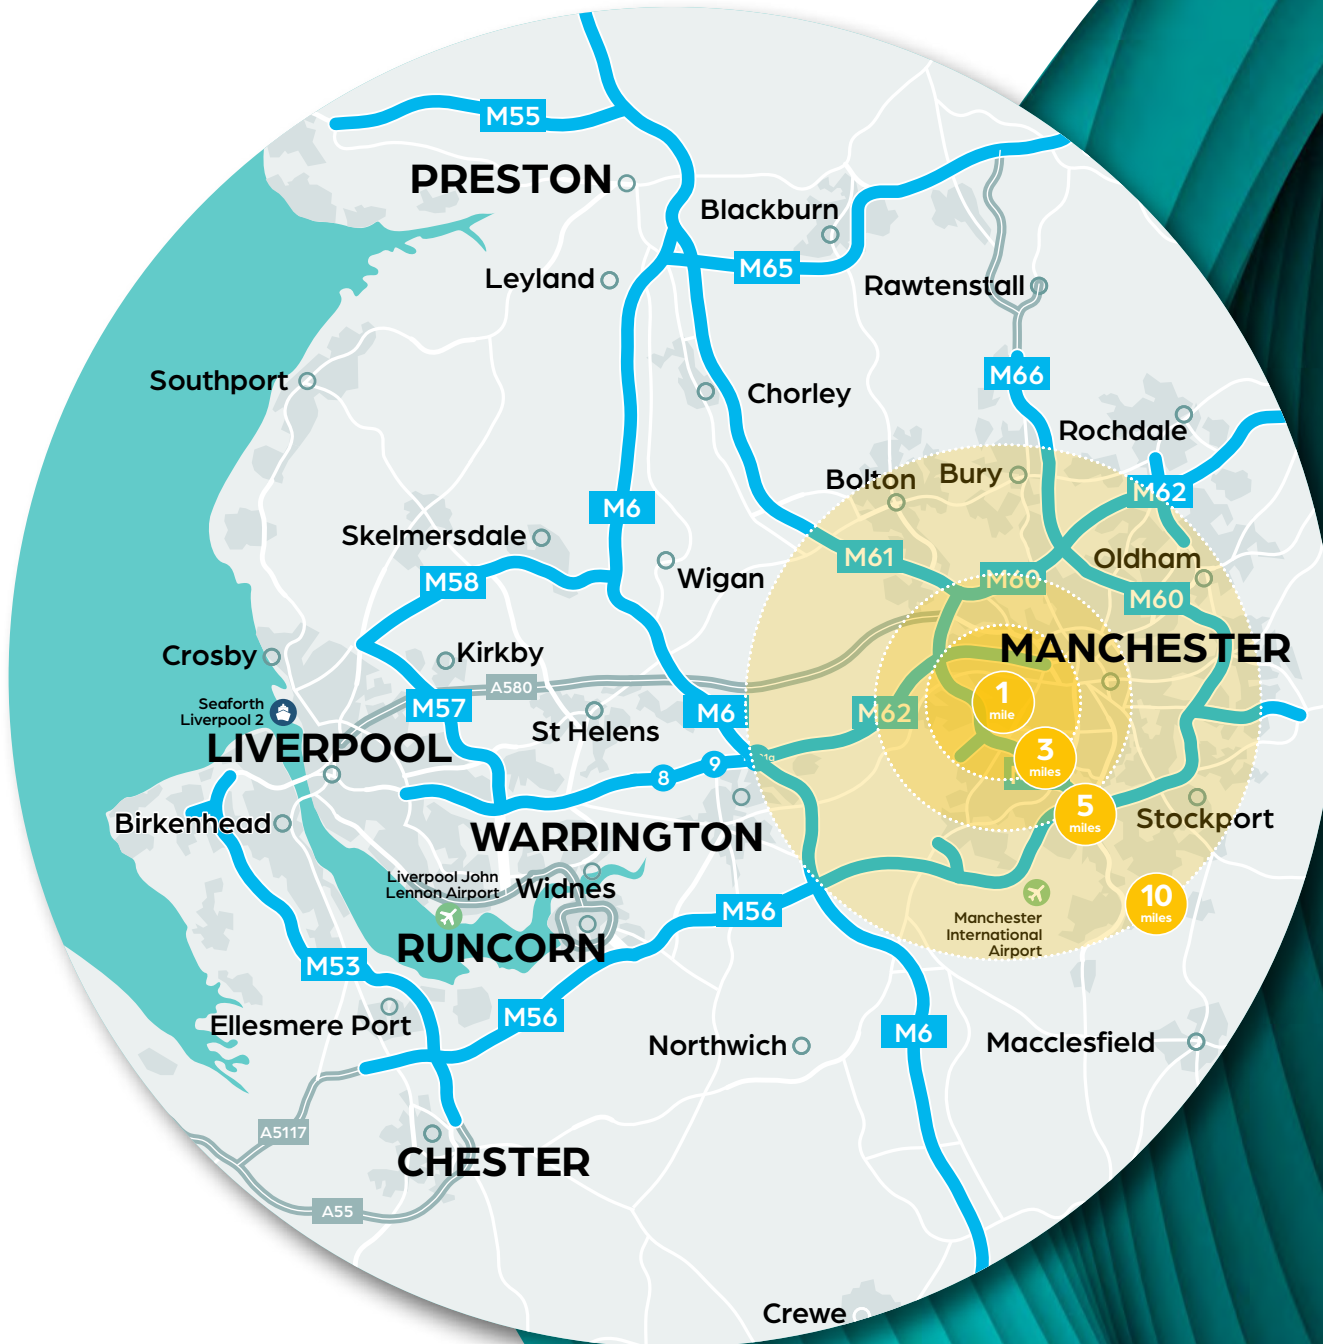 M55
PRESTON
Blackburn
M65
Leyland
Rawtenstall
M66
Southport
Chorley
Rochdale
Bolton
Bury
M62
M6
Skelmersdale
M61
Oldham
M58
Wigan
M60
M60
MANCHESTER
Crosby
Kirkby
A580
Seaforth
Liverpool 2
M57
St Helens
M6
M62
1
mile
LIVERPOOL
8
9
3
miles
5
miles
Birkenhead
WARRINGTON
Stockport
Liverpool John
Lennon Airport
Widnes
M56
10
miles
Manchester
International
Airport
RUNCORN
M53
Ellesmere Port
M56
Northwich
M6
Macclesfield
A5117
CHESTER
A55
Crewe